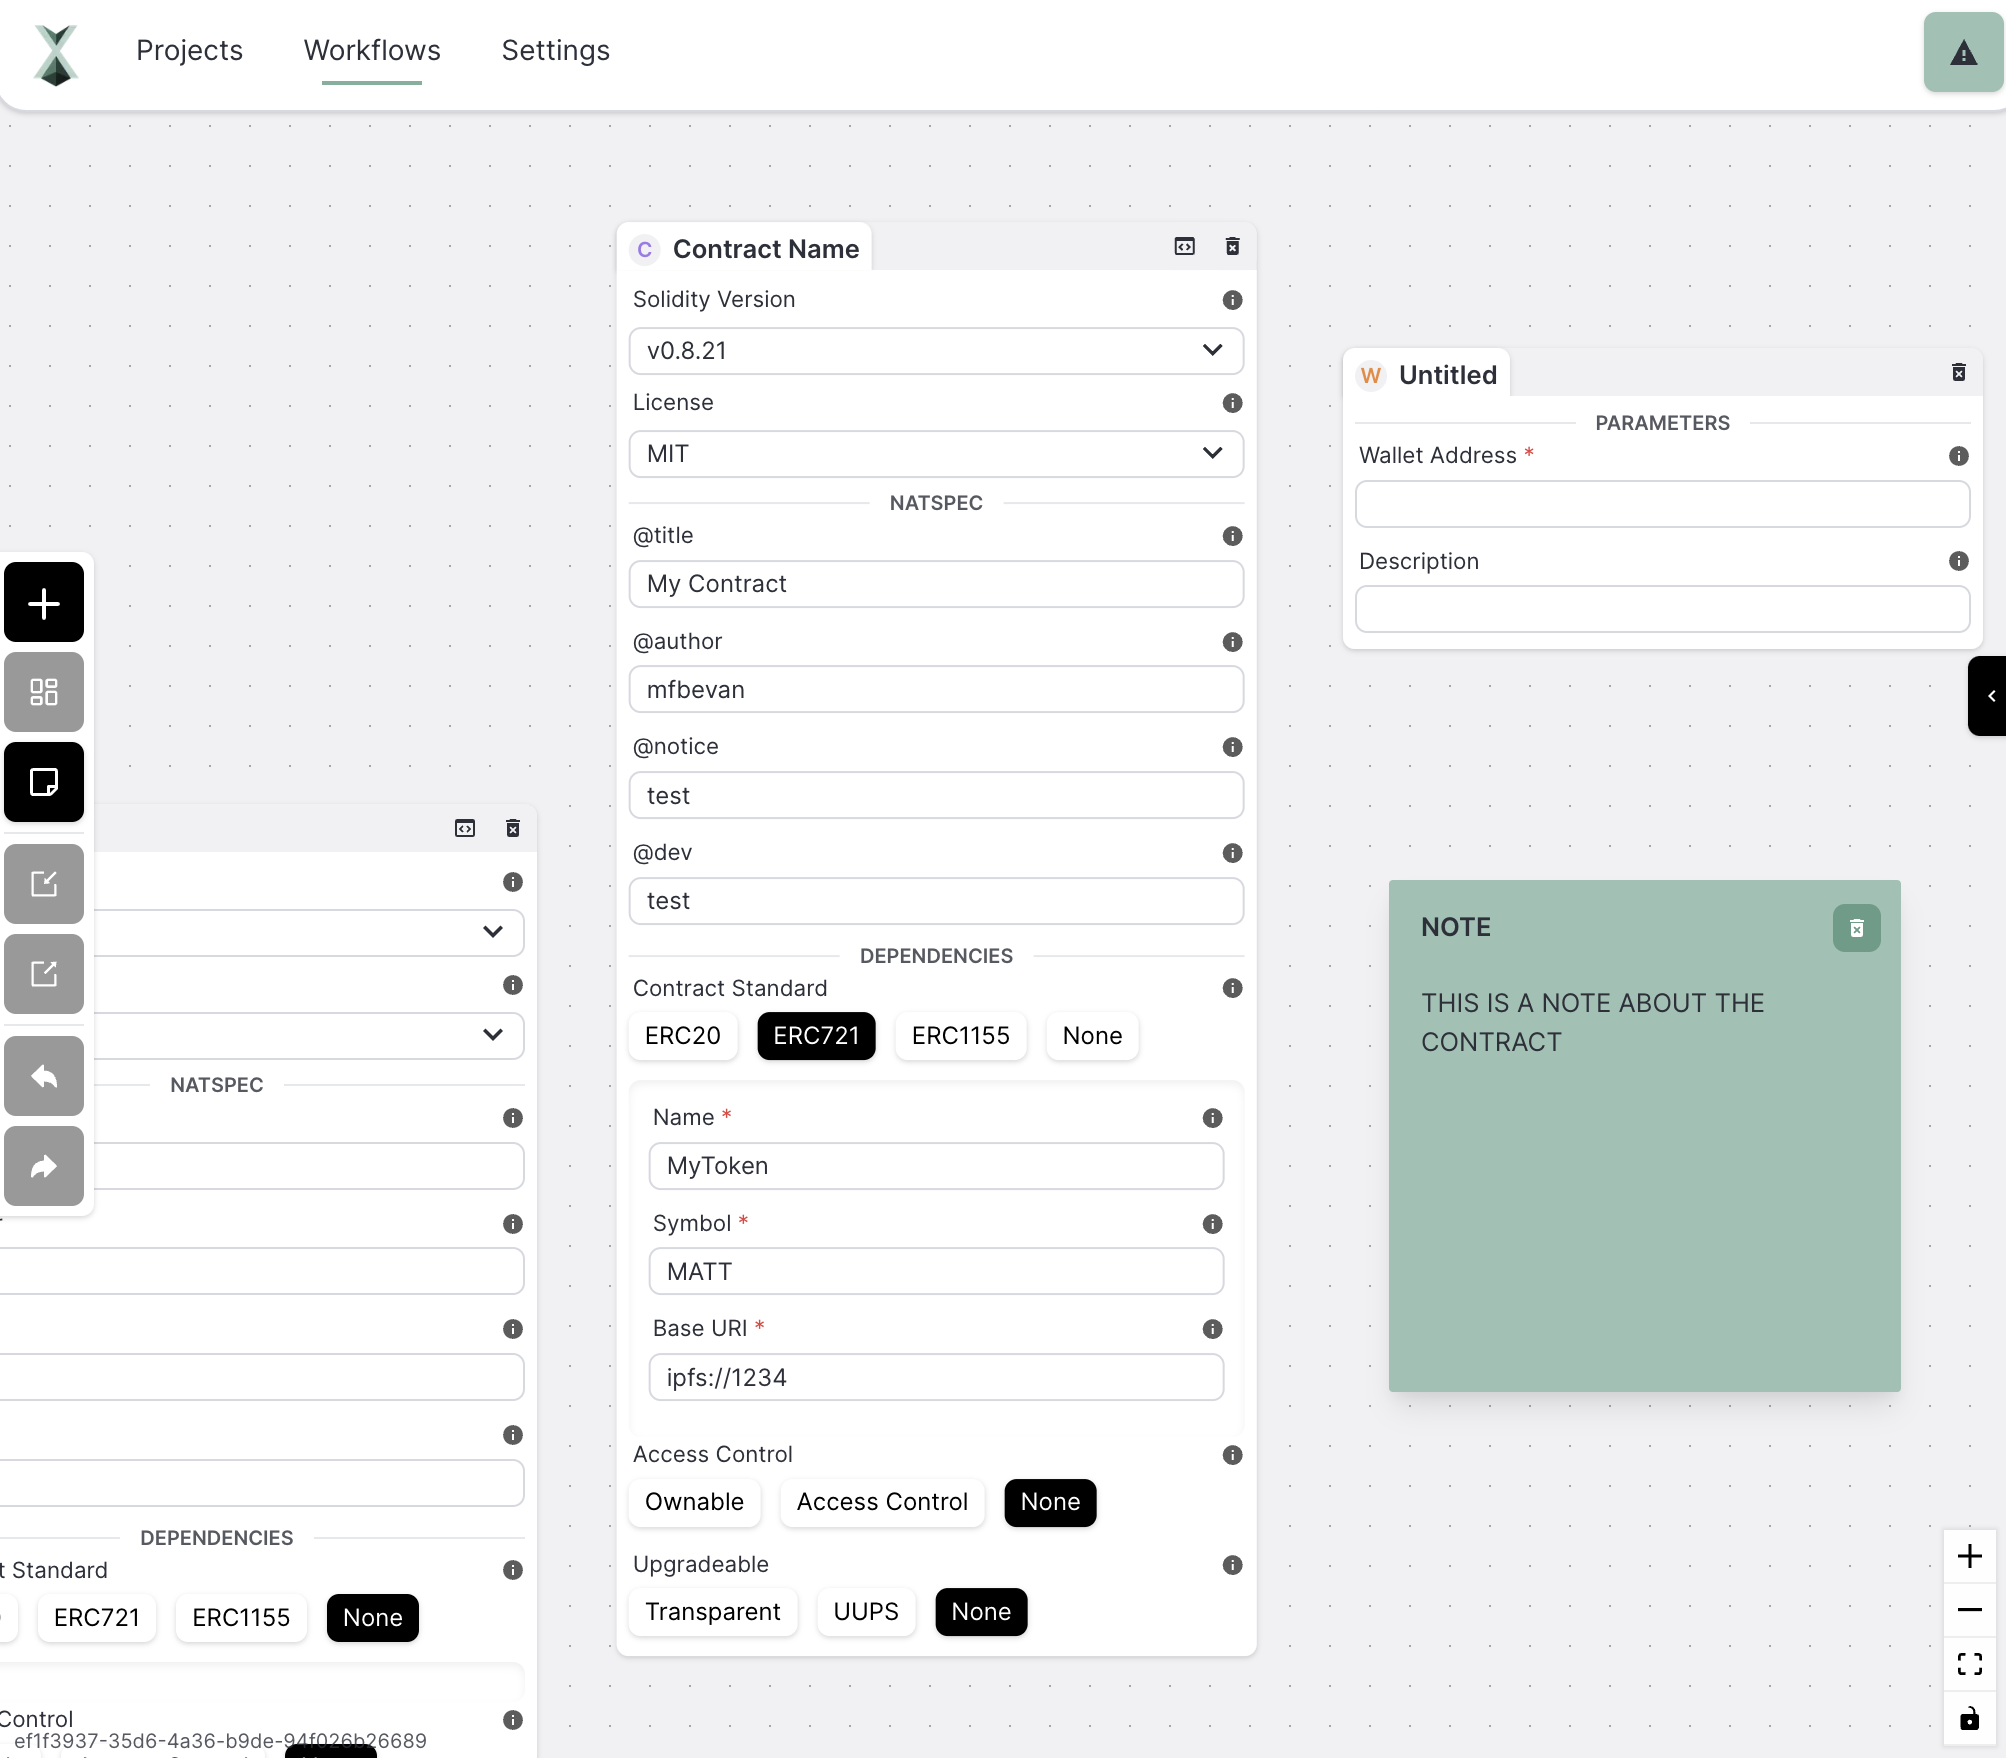 Projects
Workflows
Settings
C Contract Name
Solidity Version
v0.8.21
License
MIT
NATSPEC
@title
My Contract
@author
mfbevan
@notice
test
@dev
test
DEPENDENCIES
Contract Standard
ERC20 ERC721 ERC1155 None
Name *
MyToken
Symbol *
MATT
Base URI *
ipfs://1234
Access Control
Ownable Access Control None
Upgradeable
Transparent UUPS None
W Untitled
PARAMETERS
Wallet Address *
Description
NOTE
THIS IS A NOTE ABOUT THE
CONTRACT
NATSPEC
DEPENDENCIES
t Standard
ERC721 ERC1155 None
Control
ef1f3937-35d6-4a36-b9de-94f026b26689